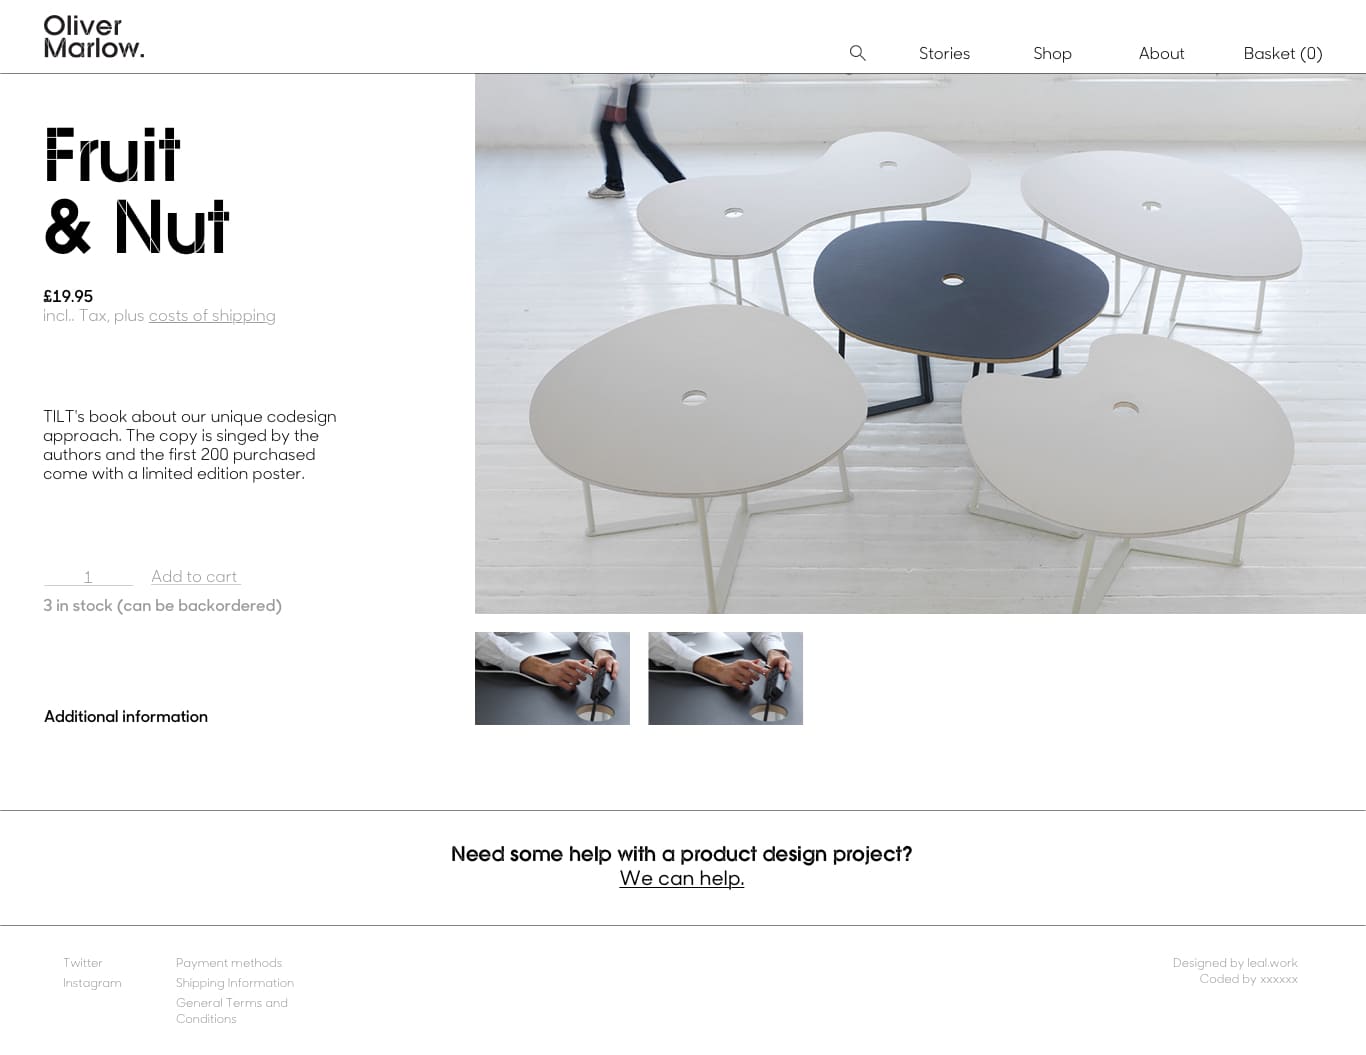 Oliver
Marlow.
Stories
Shop
About
Basket (0)
Fruit
& Nut
£19.95
incl.. Tax, plus costs of shipping
TILT's book about our unique codesign
approach. The copy is singed by the
authors and the first 200 purchased
come with a limited edition poster.
1
Add to cart
3 in stock (can be backordered)
Additional information
Need some help with a product design project?
We can help.
Twitter
Instagram
Payment methods
Shipping Information
General Terms and
Conditions
Designed by leal.work
Coded by xxxxxx